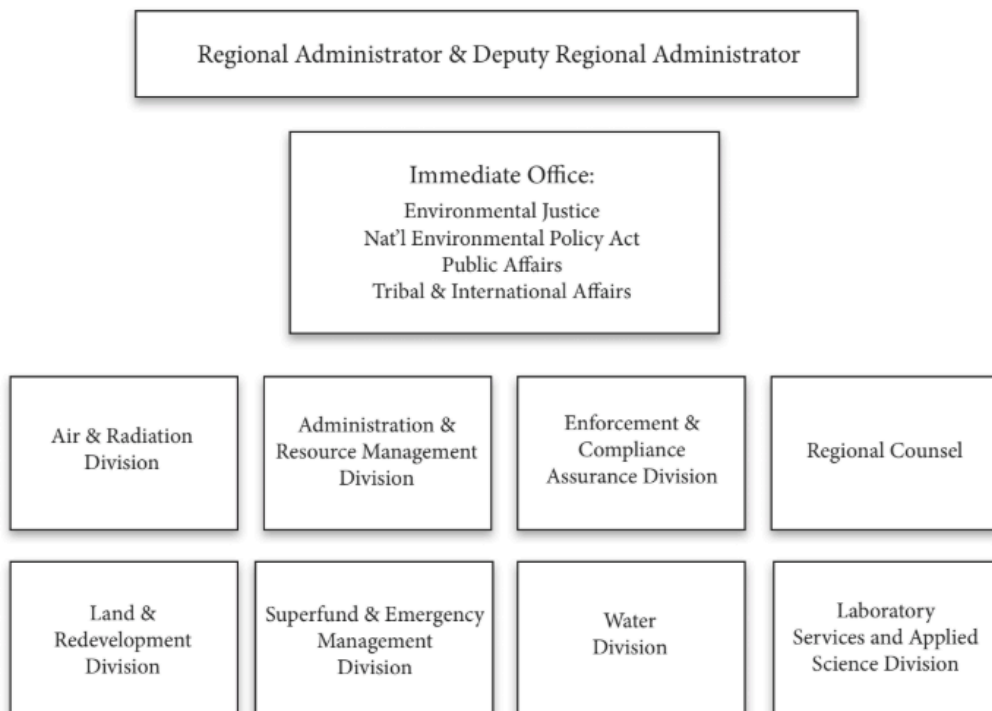 Regional Administrator & Deputy Regional Administrator
Immediate Office:
Environmental Justice
Nat'l Environmental Policy Act
Public Affairs
Tribal & International Affairs
Air & Radiation
Division
Administration &
Resource Management
Division
Enforcement &
Compliance
Assurance Division
Regional Counsel
Land &
Redevelopment
Division
Superfund & Emergency
Management
Division
Water
Division
Laboratory
Services and Applied
Science Division